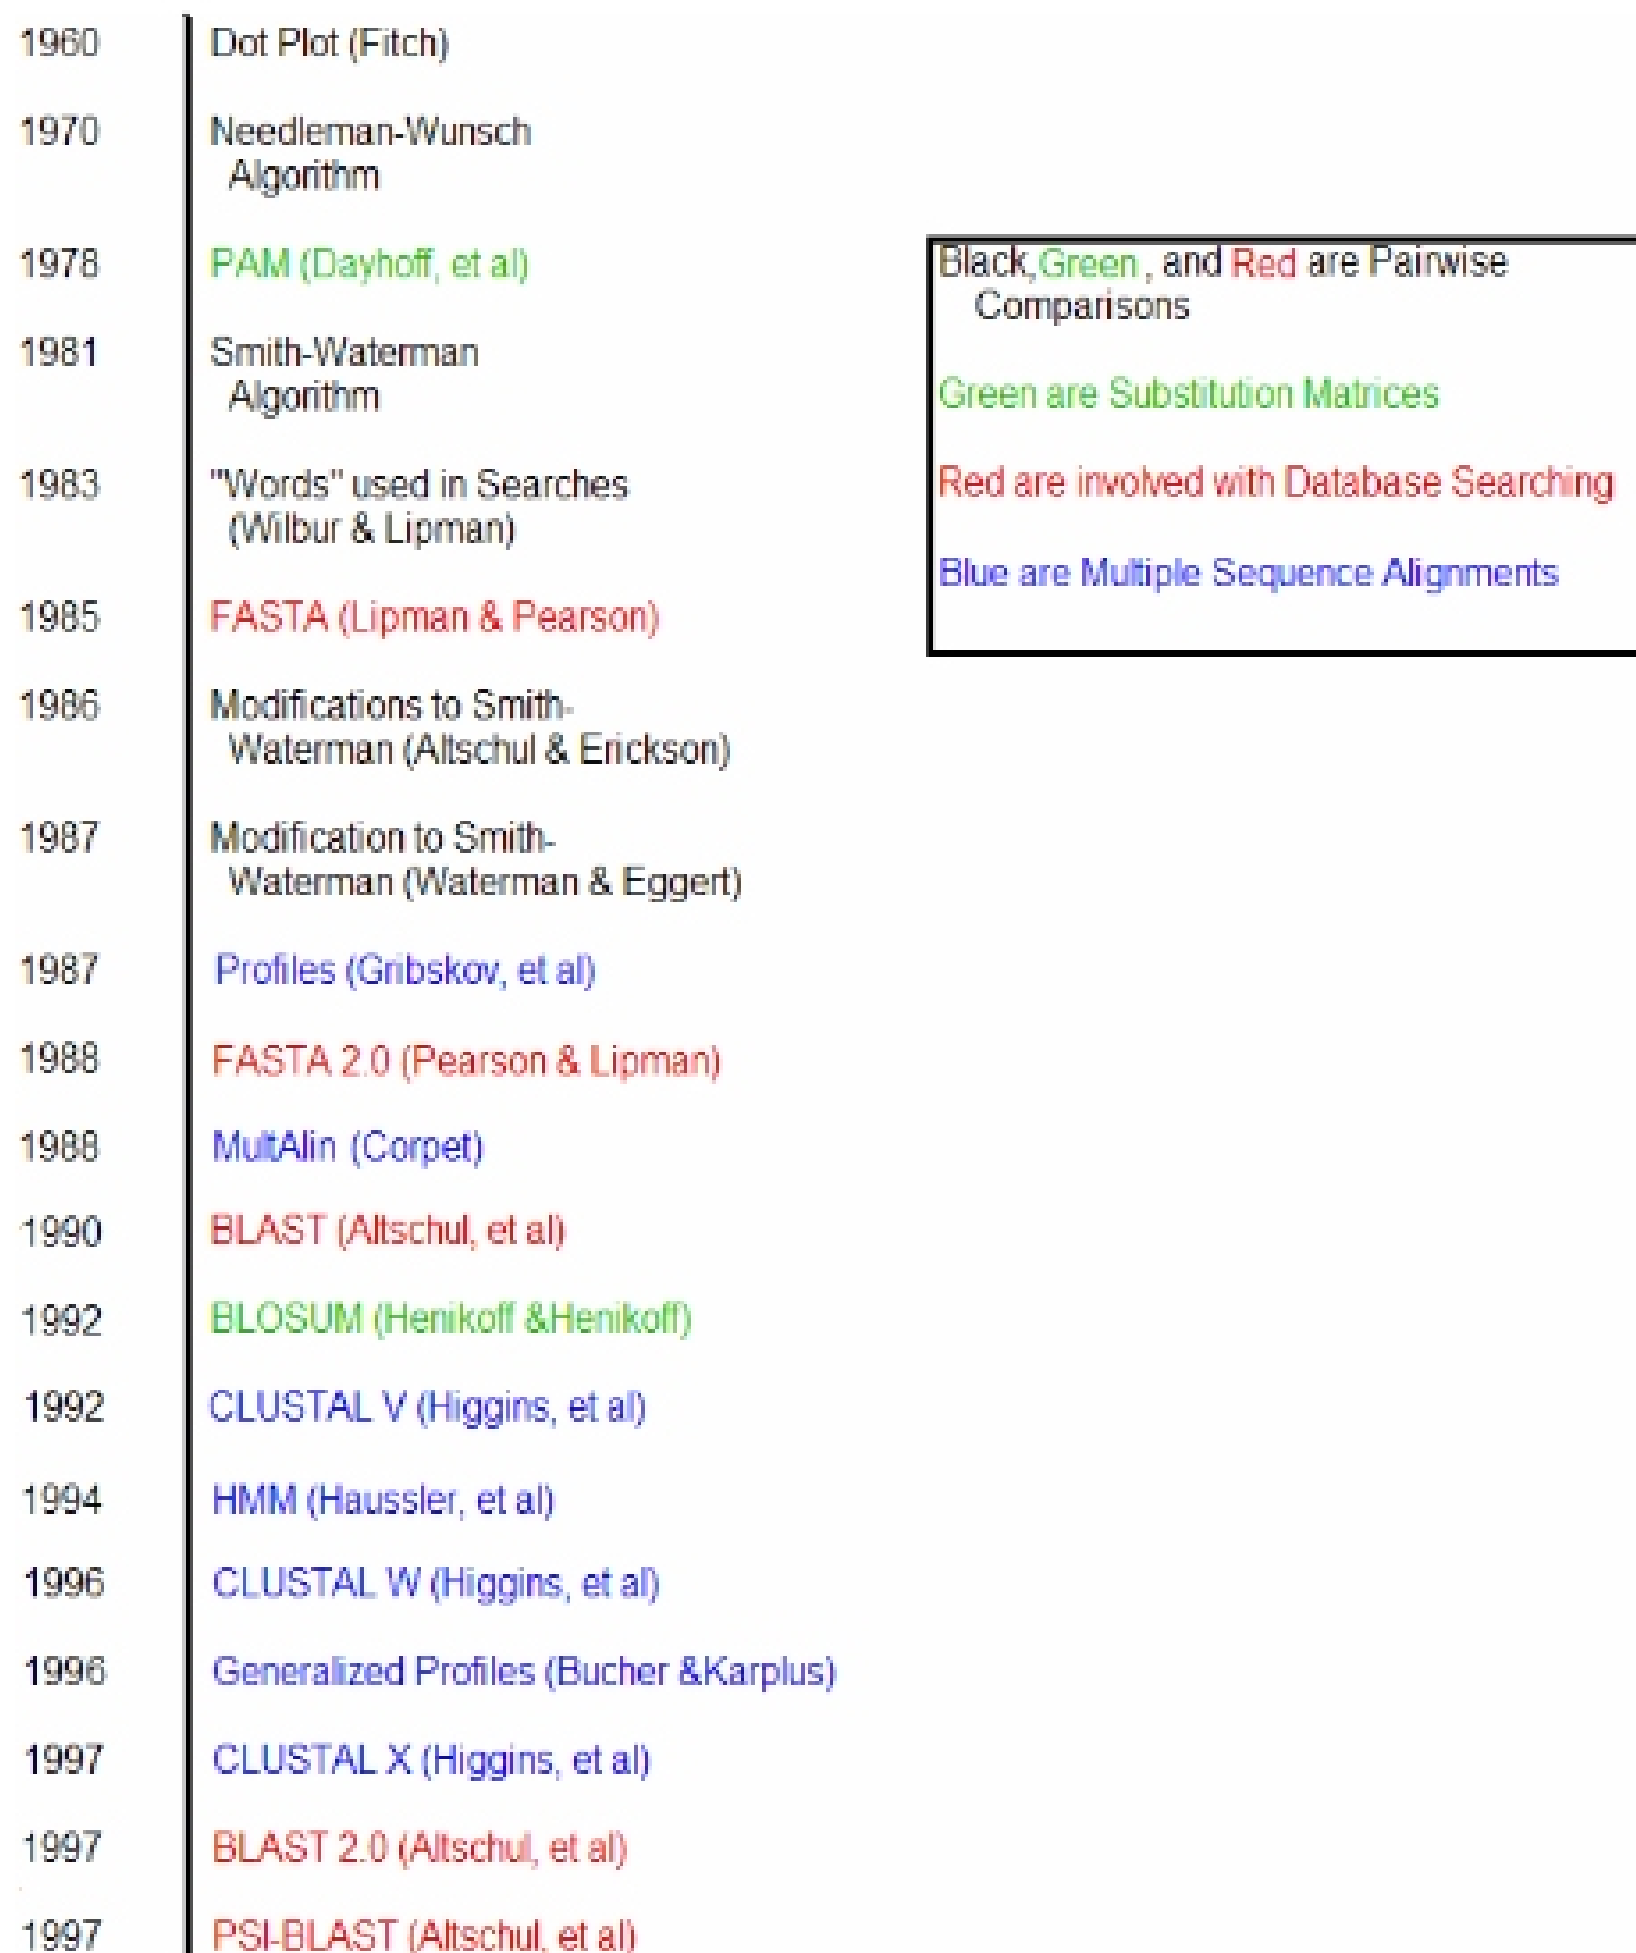 1960 Dot Plot (Fitch)
1970 Needleman-Wunsch
Algorithm
1978 PAM (Dayhoff, et al)
1981 Smith-Waterman
Algorithm
1983 "Words" used in Searches
(Wilbur & Lipman)
1985 FASTA (Lipman & Pearson)
1986 Modifications to Smith-
Waterman (Altschul & Erickson)
1987 Modification to Smith-
Waterman (Waterman & Eggert)
1987 Profiles (Gribskov, et al)
1988 FASTA 2.0 (Pearson & Lipman)
1988 MultAlin (Corpet)
1990 BLAST (Altschul, et al)
1992 BLOSUM (Henikoff &Henikoff)
1992 CLUSTAL V (Higgins, et al)
1994 HMM (Haussler, et al)
1996 CLUSTAL W (Higgins, et al)
1996 Generalized Profiles (Bucher &Karplus)
1997 CLUSTAL X (Higgins, et al)
1997 BLAST 2.0 (Altschul, et al)
1997 PSI-BLAST (Altschul, et al)
Black,Green, and Red are Pairwise
Comparisons
Green are Substitution Matrices
Red are involved with Database Searching
Blue are Multiple Sequence Alignments